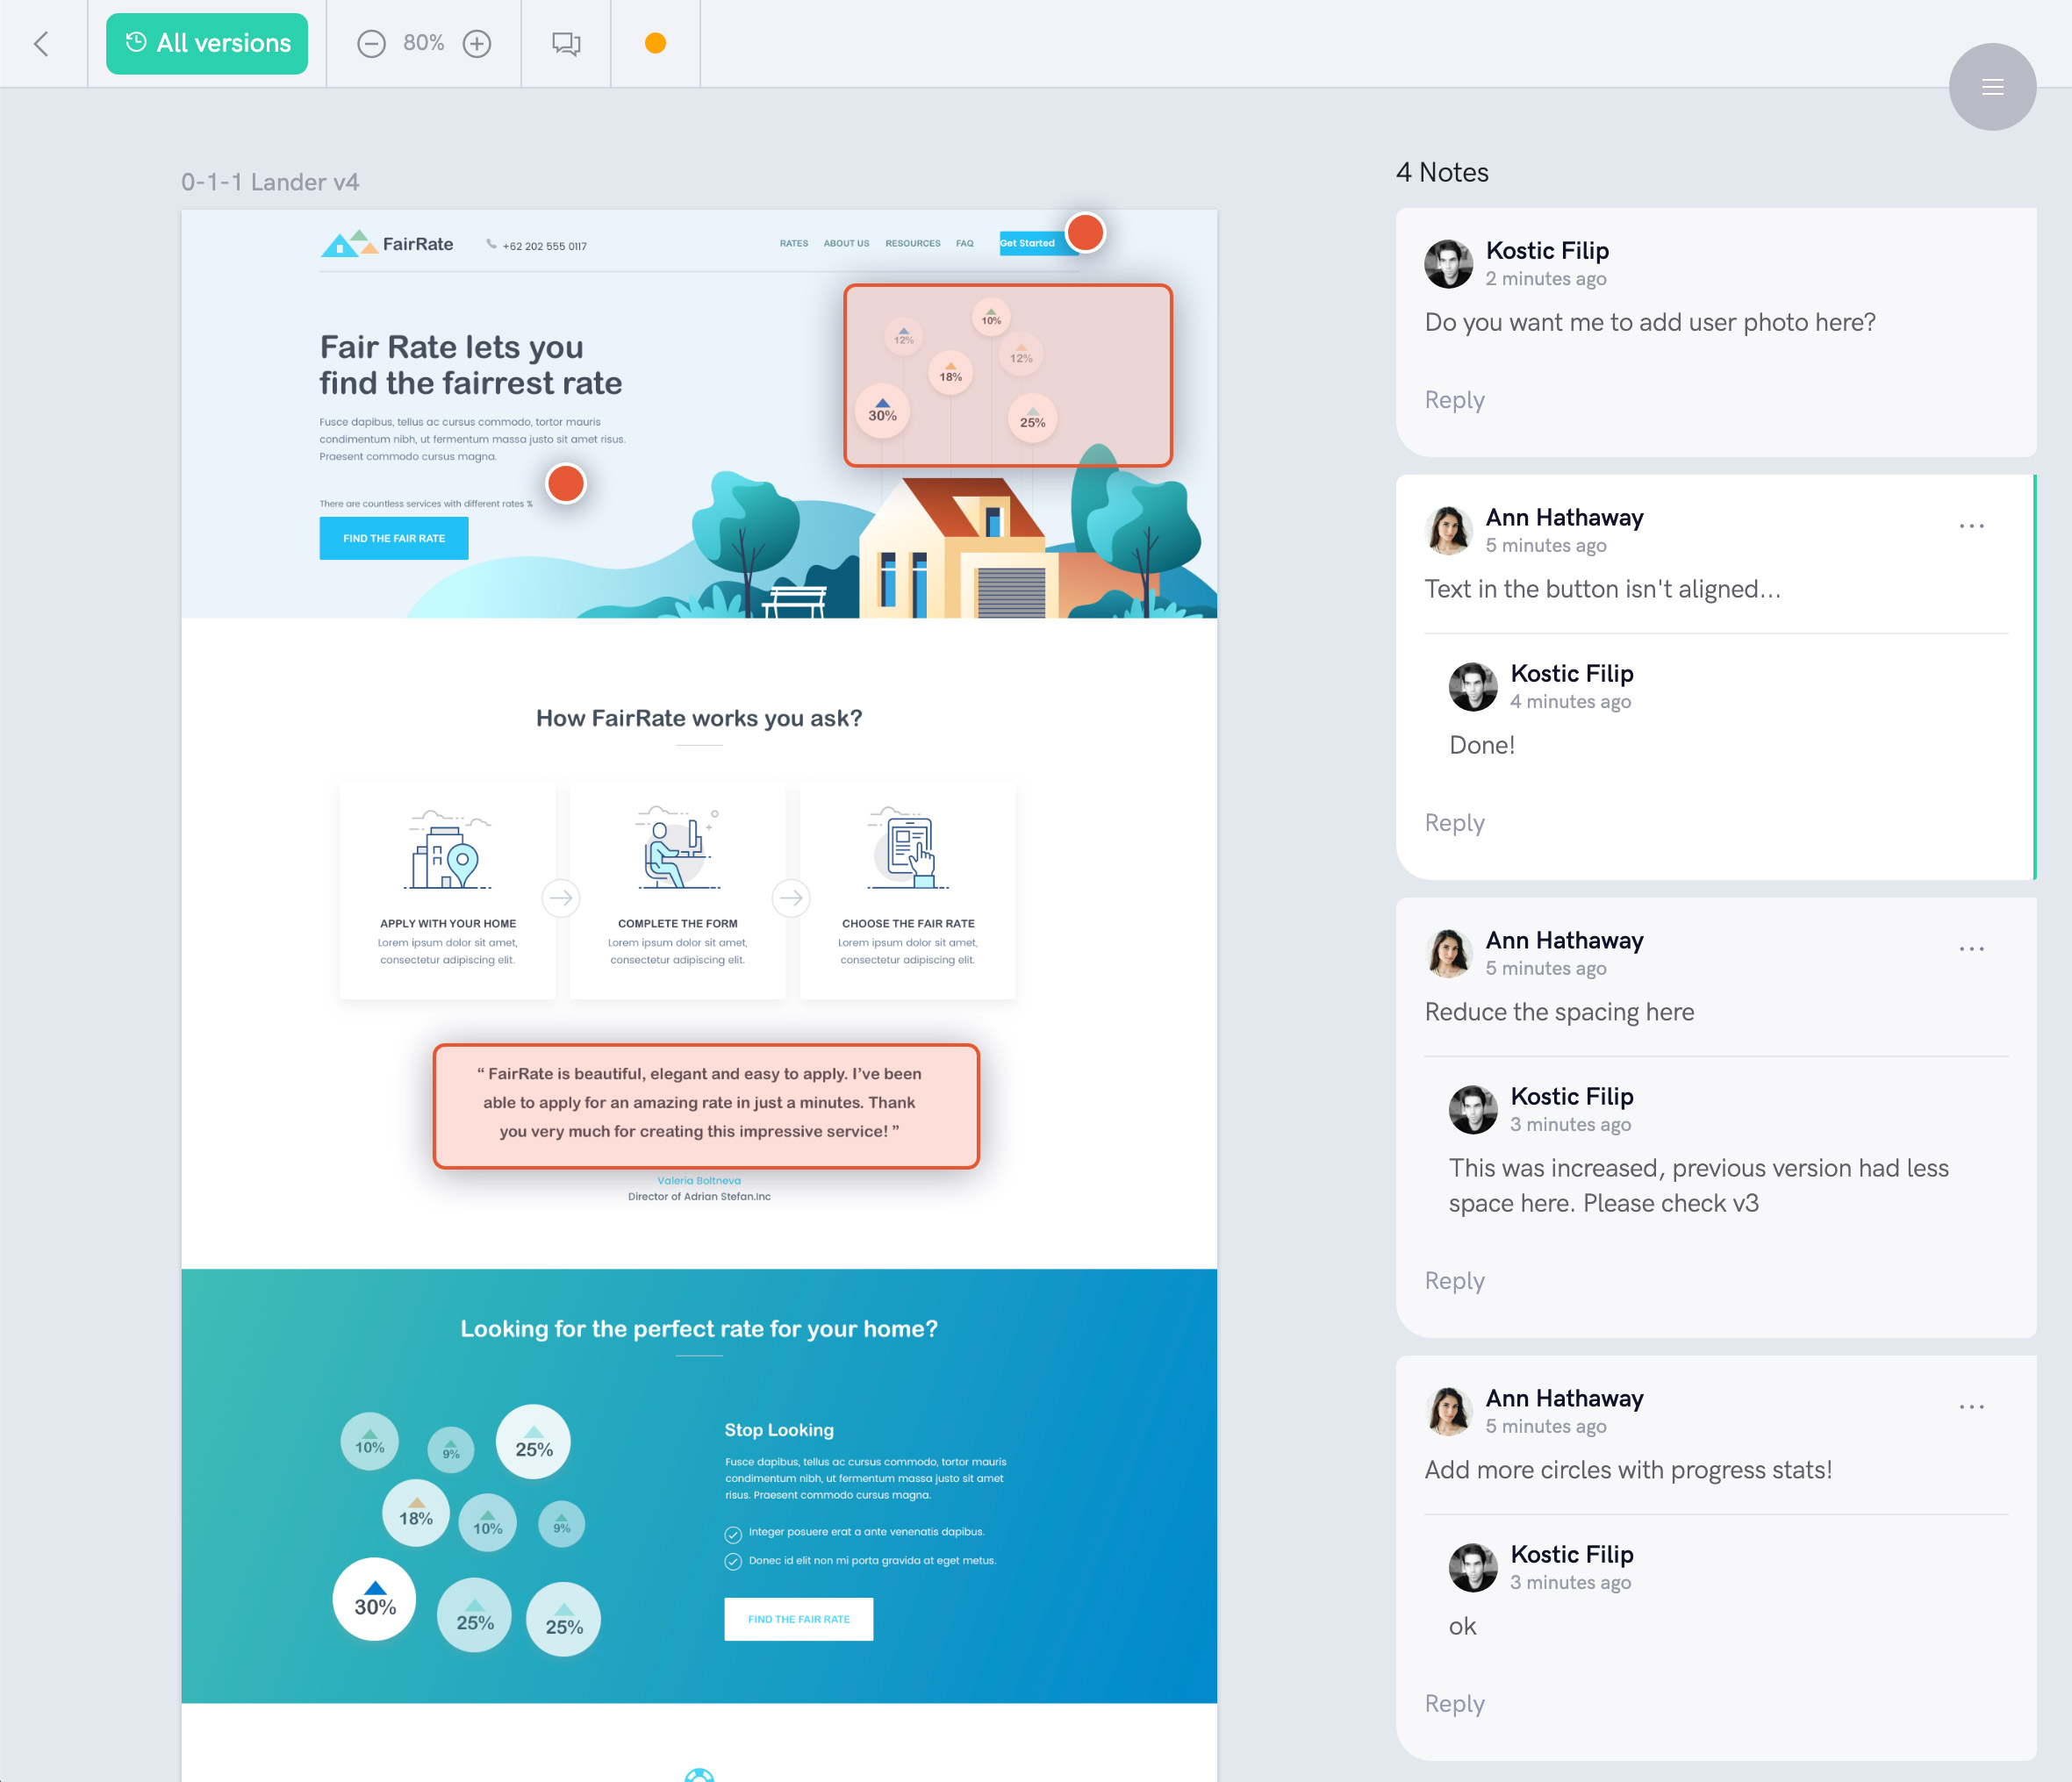 All versions
80%
0-1-1 Lander v4
FairRate
+62 202 555 0117
RATES ABOUT US RESOURCES FAQ
Get Started
Fair Rate lets you
find the fairrest rate
Fusce dapibus, tellus ac cursus commodo, tortor mauris
condimentum nibh, ut fermentum massa justo sit amet risus.
Praesent commodo cursus magna.
There are countless services with different rates %
FIND THE FAIR RATE
10%
12%
12%
18%
30%
25%
How FairRate works you ask?
APPLY WITH YOUR HOME
Lorem ipsum dolor sit amet,
consectetur adipiscing elit.
COMPLETE THE FORM
Lorem ipsum dolor sit amet,
consectetur adipiscing elit.
CHOOSE THE FAIR RATE
Lorem ipsum dolor sit amet,
consectetur adipiscing elit.
“ FairRate is beautiful, elegant and easy to apply. I’ve been
able to apply for an amazing rate in just a minutes. Thank
you very much for creating this impressive service! ”
Valeria Boltneva
Director of Adrian Stefan.Inc
Looking for the perfect rate for your home?
10%
9%
25%
18%
10%
9%
30%
25%
25%
Stop Looking
Fusce dapibus, tellus ac cursus commodo, tortor mauris
condimentum nibh, ut fermentum massa justo sit amet
risus. Praesent commodo cursus magna.
Integer posuere erat a ante venenatis dapibus.
Donec id elit non mi porta gravida at eget metus.
FIND THE FAIR RATE
4 Notes
Kostic Filip
2 minutes ago
Do you want me to add user photo here?
Reply
Ann Hathaway
5 minutes ago
Text in the button isn't aligned...
Kostic Filip
4 minutes ago
Done!
Reply
Ann Hathaway
5 minutes ago
Reduce the spacing here
Kostic Filip
3 minutes ago
This was increased, previous version had less
space here. Please check v3
Reply
Ann Hathaway
5 minutes ago
Add more circles with progress stats!
Kostic Filip
3 minutes ago
ok
Reply